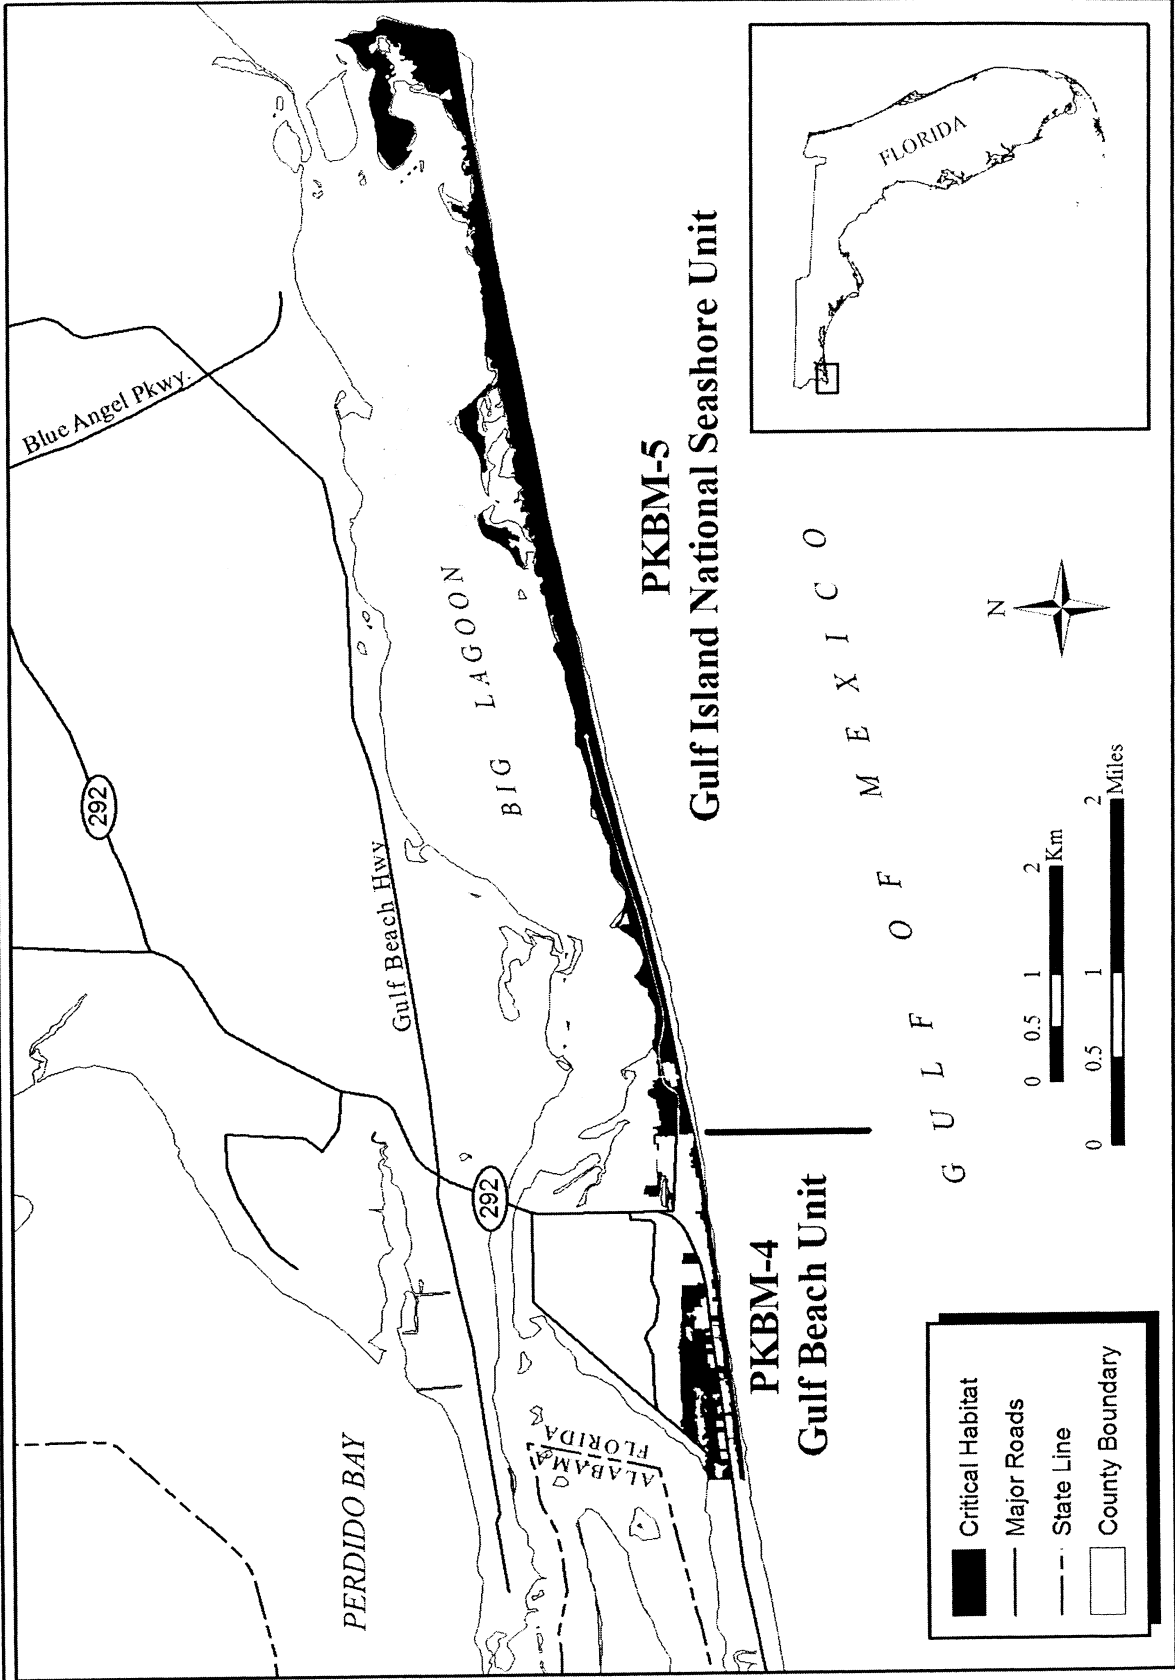 Blue Angel Pkwy.
292
Gulf Beach Hwy
292
PERDIDO BAY
BIG LAGOON
ALABAMA
FLORIDA
PKBM-4
Gulf Beach Unit
PKBM-5
Gulf Island National Seashore Unit
GULF OF MEXICO
FLORIDA
N
Critical Habitat
Major Roads
State Line
County Boundary
0 0.5 1 2
Km
0 0.5 1 2
Miles